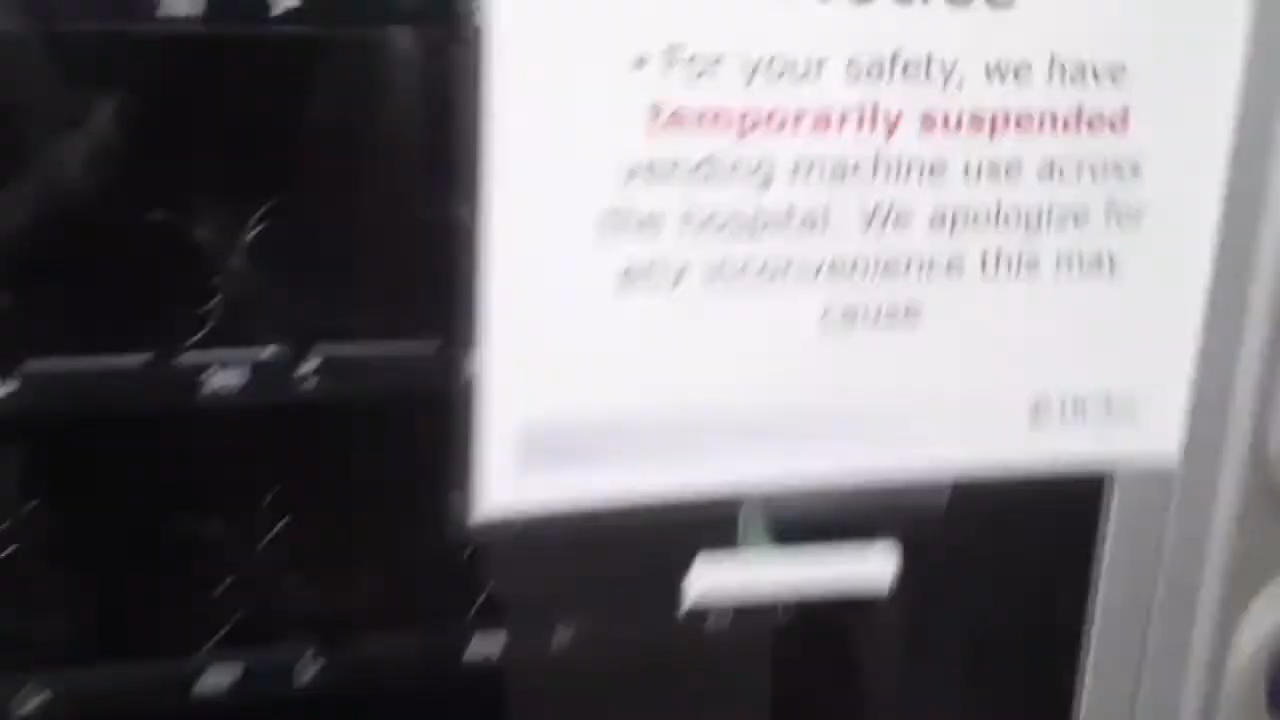 • For your safety, we have
temporarily suspended
vending machine use across
the hospital. We apologize for
any inconvenience this may
cause